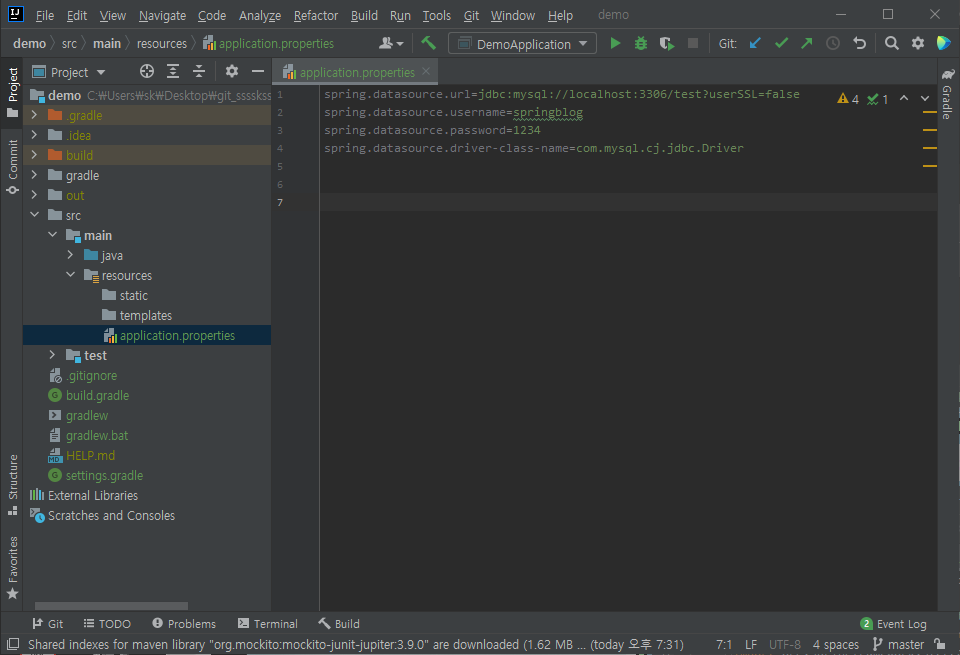 File Edit View Navigate Code Analyze Refactor Build Run Tools Git Window Help demo
demo src main resources application.properties DemoApplication Git:
Project
application.properties
Project
Commit
Structure
Favorites
demo C:₩Users₩sk₩Desktop₩git_sssskss
.gradle
.idea
build
gradle
out
src
main
java
resources
static
templates
application.properties
test
.gitignore
build.gradle
gradlew
gradlew.bat
HELP.md
settings.gradle
External Libraries
Scratches and Consoles
1 spring.datasource.url=jdbc:mysql://localhost:3306/test?userSSL=false
2 spring.datasource.username=springblog
3 spring.datasource.password=1234
4 spring.datasource.driver-class-name=com.mysql.cj.jdbc.Driver
5
6
7
4 1
Gradle
Git TODO Problems Terminal Build 2 Event Log
Shared indexes for maven library "org.mockito:mockito-junit-jupiter:3.9.0" are downloaded (1.62 MB ... (today 오후 7:31) 7:1 LF UTF-8 4 spaces master